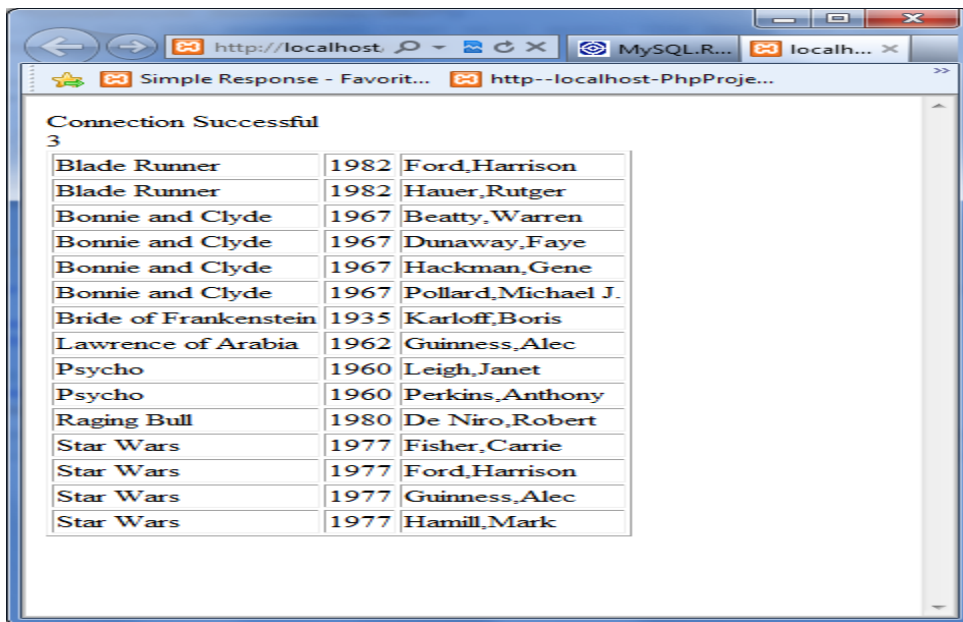 http://localhost. MySQL.R... localh...
Simple Response - Favorit... http--localhost-PhpProje...
Connection Successful
3
Blade Runner 1982 Ford,Harrison
Blade Runner 1982 Hauer,Rutger
Bonnie and Clyde 1967 Beatty,Warren
Bonnie and Clyde 1967 Dunaway,Faye
Bonnie and Clyde 1967 Hackman,Gene
Bonnie and Clyde 1967 Pollard,Michael J.
Bride of Frankenstein 1935 Karloff,Boris
Lawrence of Arabia 1962 Guinness,Alec
Psycho 1960 Leigh,Janet
Psycho 1960 Perkins,Anthony
Raging Bull 1980 De Niro,Robert
Star Wars 1977 Fisher,Carrie
Star Wars 1977 Ford,Harrison
Star Wars 1977 Guinness,Alec
Star Wars 1977 Hamill,Mark